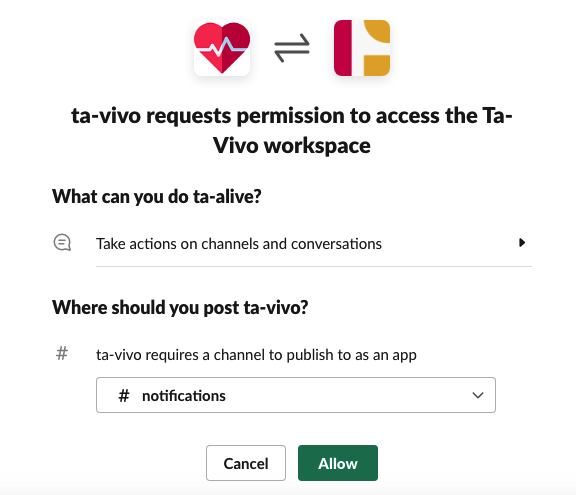 ta-vivo requests permission to access the Ta-
Vivo workspace
What can you do ta-alive?
Take actions on channels and conversations
Where should you post ta-vivo?
# ta-vivo requires a channel to publish to as an app
# notifications
Cancel Allow